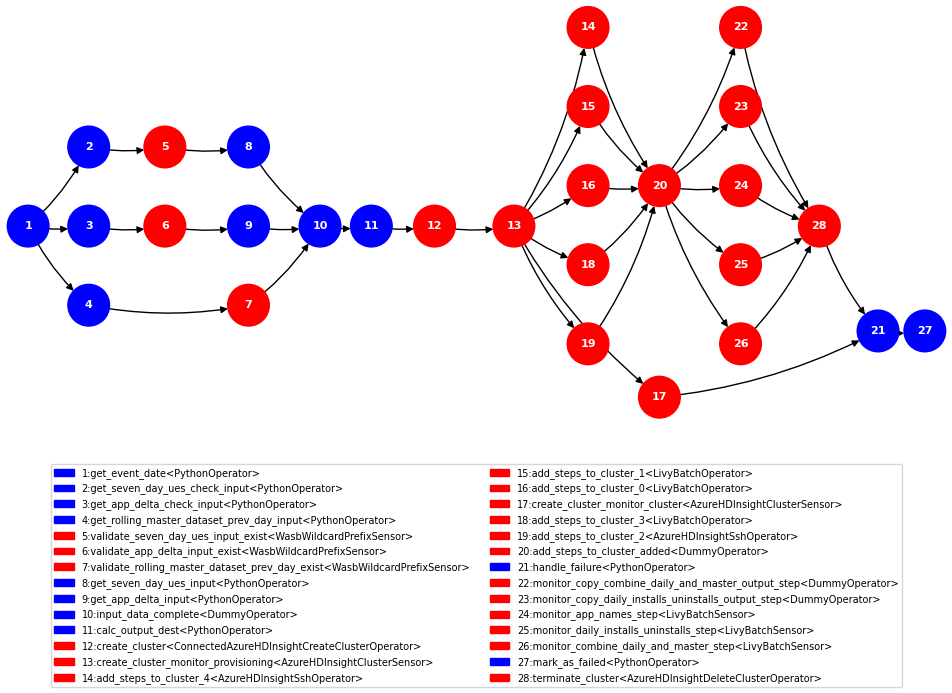 14
22
15
23
2
5
8
16
20
24
1
3
6
9
10
11
12
13
28
18
25
4
7
21
27
19
26
17
1:get_event_date<PythonOperator>
2:get_seven_day_ues_check_input<PythonOperator>
3:get_app_delta_check_input<PythonOperator>
4:get_rolling_master_dataset_prev_day_input<PythonOperator>
5:validate_seven_day_ues_input_exist<WasbWildcardPrefixSensor>
6:validate_app_delta_input_exist<WasbWildcardPrefixSensor>
7:validate_rolling_master_dataset_prev_day_exist<WasbWildcardPrefixSensor>
8:get_seven_day_ues_input<PythonOperator>
9:get_app_delta_input<PythonOperator>
10:input_data_complete<DummyOperator>
11:calc_output_dest<PythonOperator>
12:create_cluster<ConnectedAzureHDInsightCreateClusterOperator>
13:create_cluster_monitor_provisioning<AzureHDInsightClusterSensor>
14:add_steps_to_cluster_4<AzureHDInsightSshOperator>
15:add_steps_to_cluster_1<LivyBatchOperator>
16:add_steps_to_cluster_0<LivyBatchOperator>
17:create_cluster_monitor_cluster<AzureHDInsightClusterSensor>
18:add_steps_to_cluster_3<LivyBatchOperator>
19:add_steps_to_cluster_2<AzureHDInsightSshOperator>
20:add_steps_to_cluster_added<DummyOperator>
21:handle_failure<PythonOperator>
22:monitor_copy_combine_daily_and_master_output_step<DummyOperator>
23:monitor_copy_daily_installs_uninstalls_output_step<DummyOperator>
24:monitor_app_names_step<LivyBatchSensor>
25:monitor_daily_installs_uninstalls_step<LivyBatchSensor>
26:monitor_combine_daily_and_master_step<LivyBatchSensor>
27:mark_as_failed<PythonOperator>
28:terminate_cluster<AzureHDInsightDeleteClusterOperator>